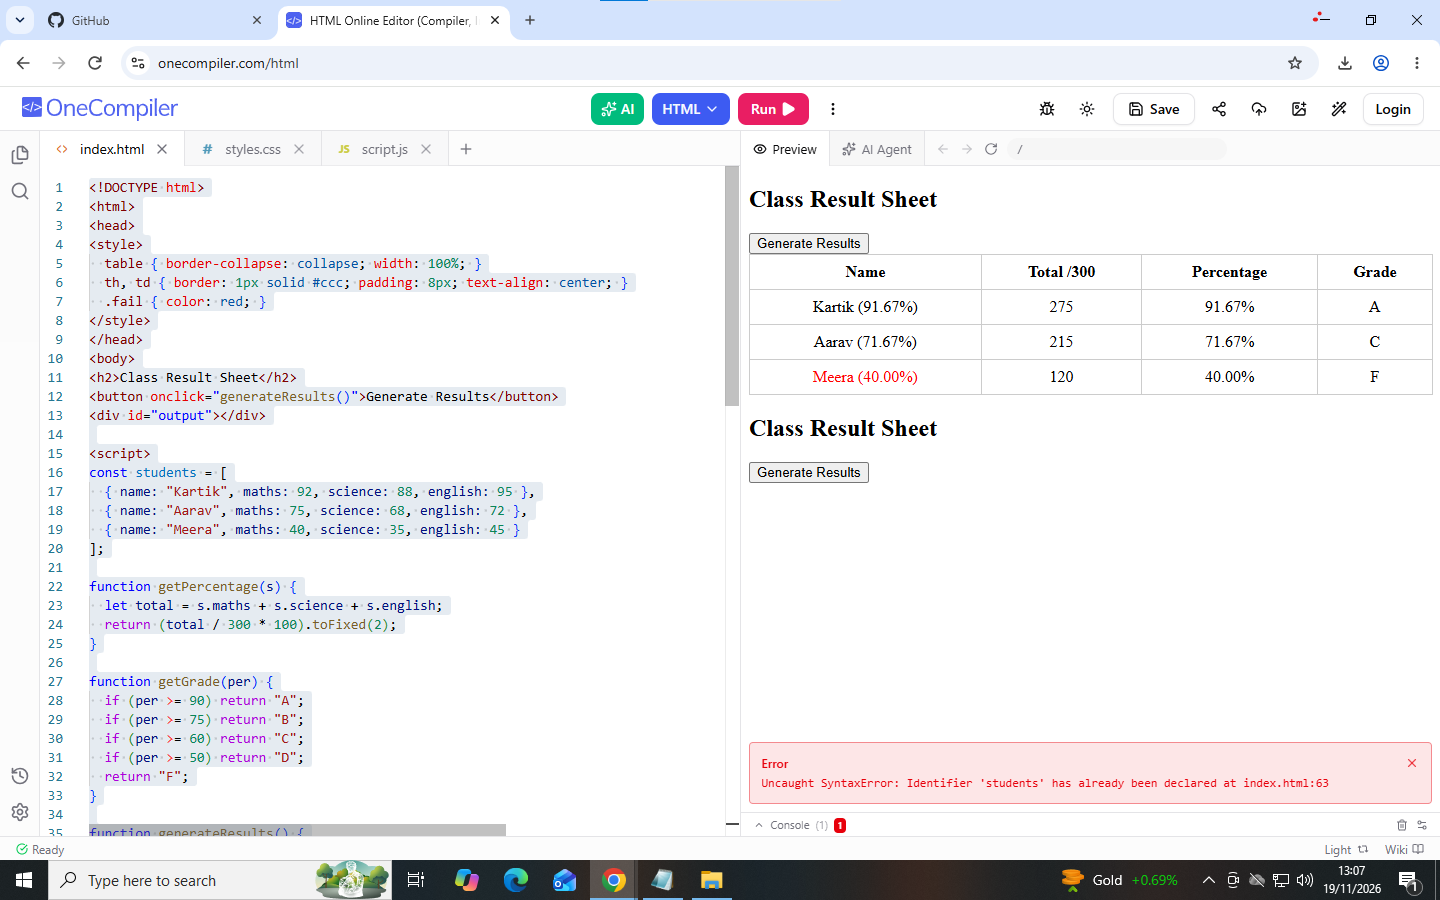 GitHub
HTML Online Editor (Compiler, I
onecompiler.com/html
OneCompiler
AI
HTML
Run
Save
Login
index.html
styles.css
JS script.js
Preview
AI Agent
/
1 <!DOCTYPE html>
2 <html>
3 <head>
4 <style>
5 table { border-collapse: collapse; width: 100%; }
6 th, td { border: 1px solid #ccc; padding: 8px; text-align: center; }
7 .fail { color: red; }
8 </style>
9 </head>
10 <body>
11 <h2>Class Result Sheet</h2>
12 <button onclick="generateResults()">Generate Results</button>
13 <div id="output"></div>
14
15 <script>
16 const students = [
17 { name: "Kartik", maths: 92, science: 88, english: 95 },
18 { name: "Aarav", maths: 75, science: 68, english: 72 },
19 { name: "Meera", maths: 40, science: 35, english: 45 }
20 ];
21
22 function getPercentage(s) {
23 let total = s.maths + s.science + s.english;
24 return (total / 300 * 100).toFixed(2);
25 }
26
27 function getGrade(per) {
28 if (per >= 90) return "A";
29 if (per >= 75) return "B";
30 if (per >= 60) return "C";
31 if (per >= 50) return "D";
32 return "F";
33 }
34
35 function generateResults() {
Class Result Sheet
Generate Results
Name Total /300 Percentage Grade
Kartik (91.67%) 275 91.67% A
Aarav (71.67%) 215 71.67% C
Meera (40.00%) 120 40.00% F
Class Result Sheet
Generate Results
Error
Uncaught SyntaxError: Identifier 'students' has already been declared at index.html:63
Console (1) 1
Ready
Light
Wiki
Type here to search
Gold +0.69%
13:07
19/11/2026
1